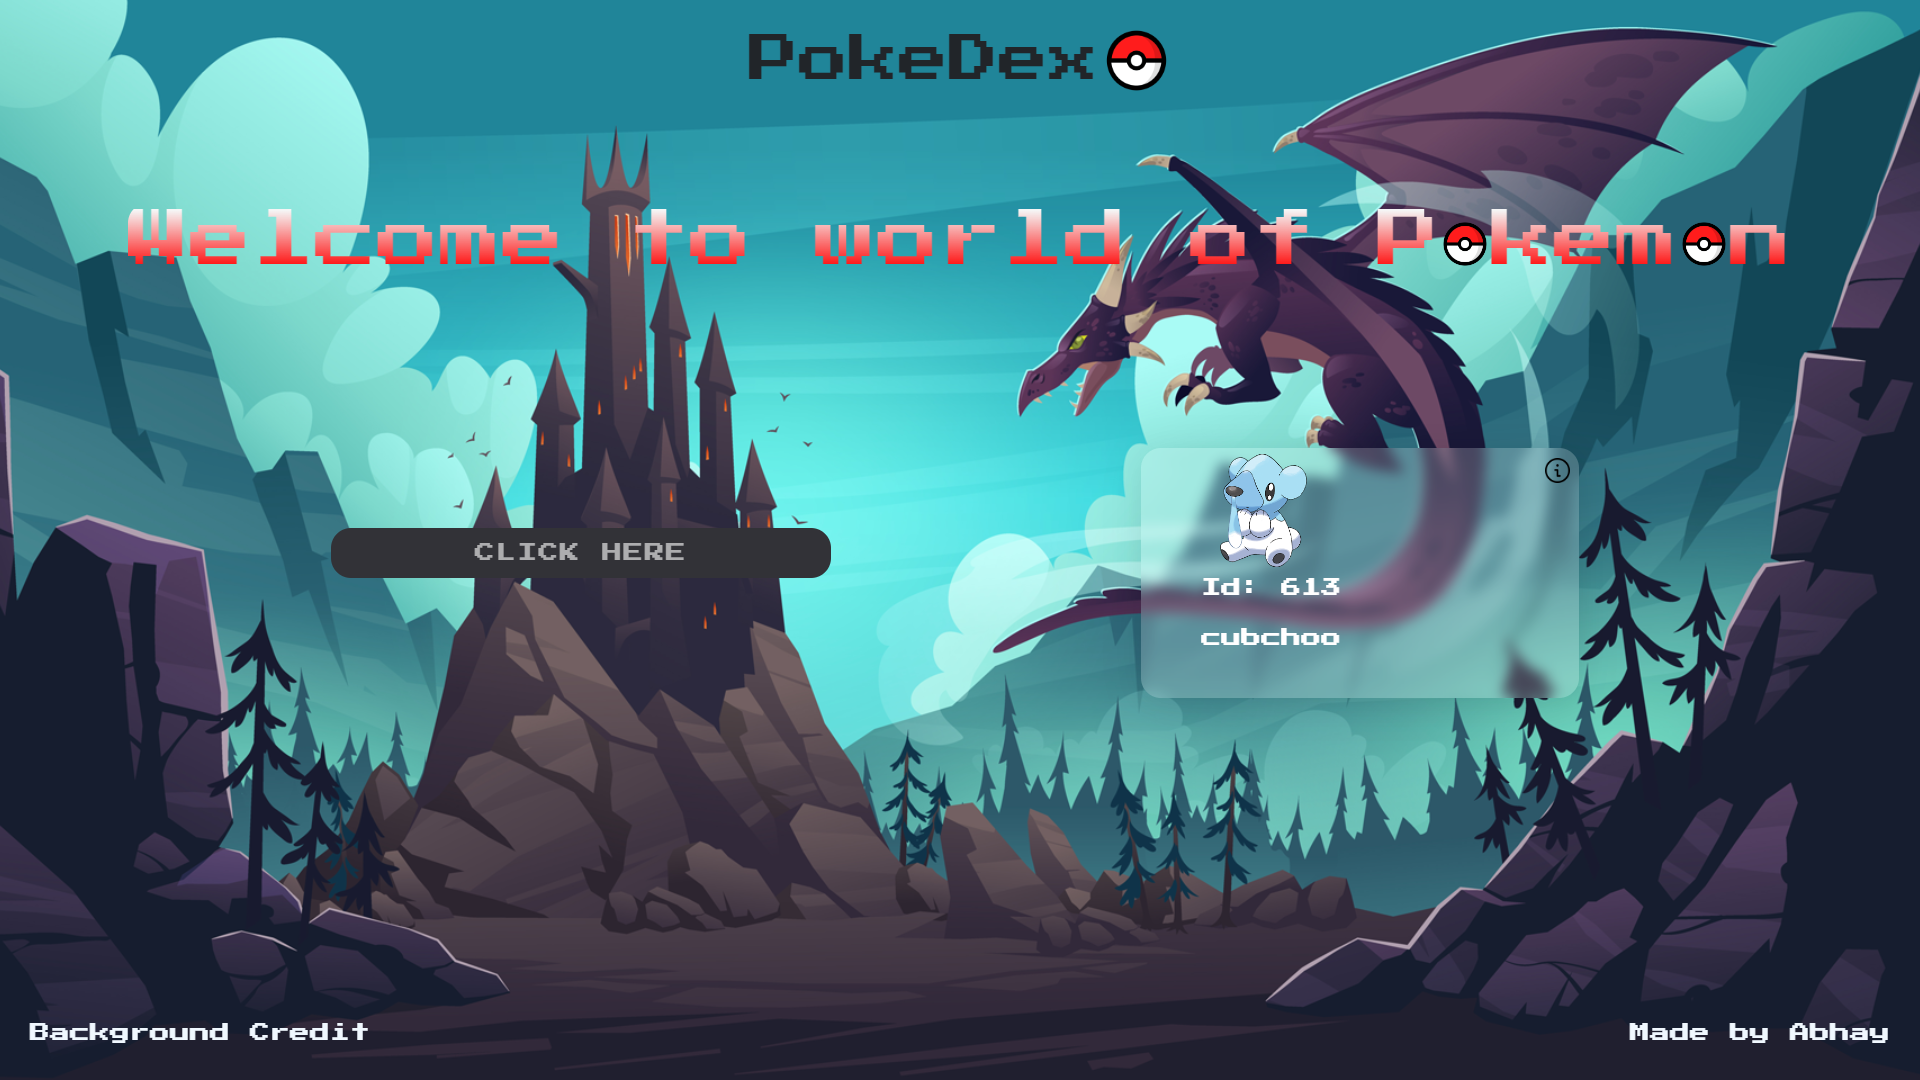 PokeDex
Welcome to world of Pokemon
CLICK HERE
Id: 613
cubchoo
Background Credit
Made by Abhay